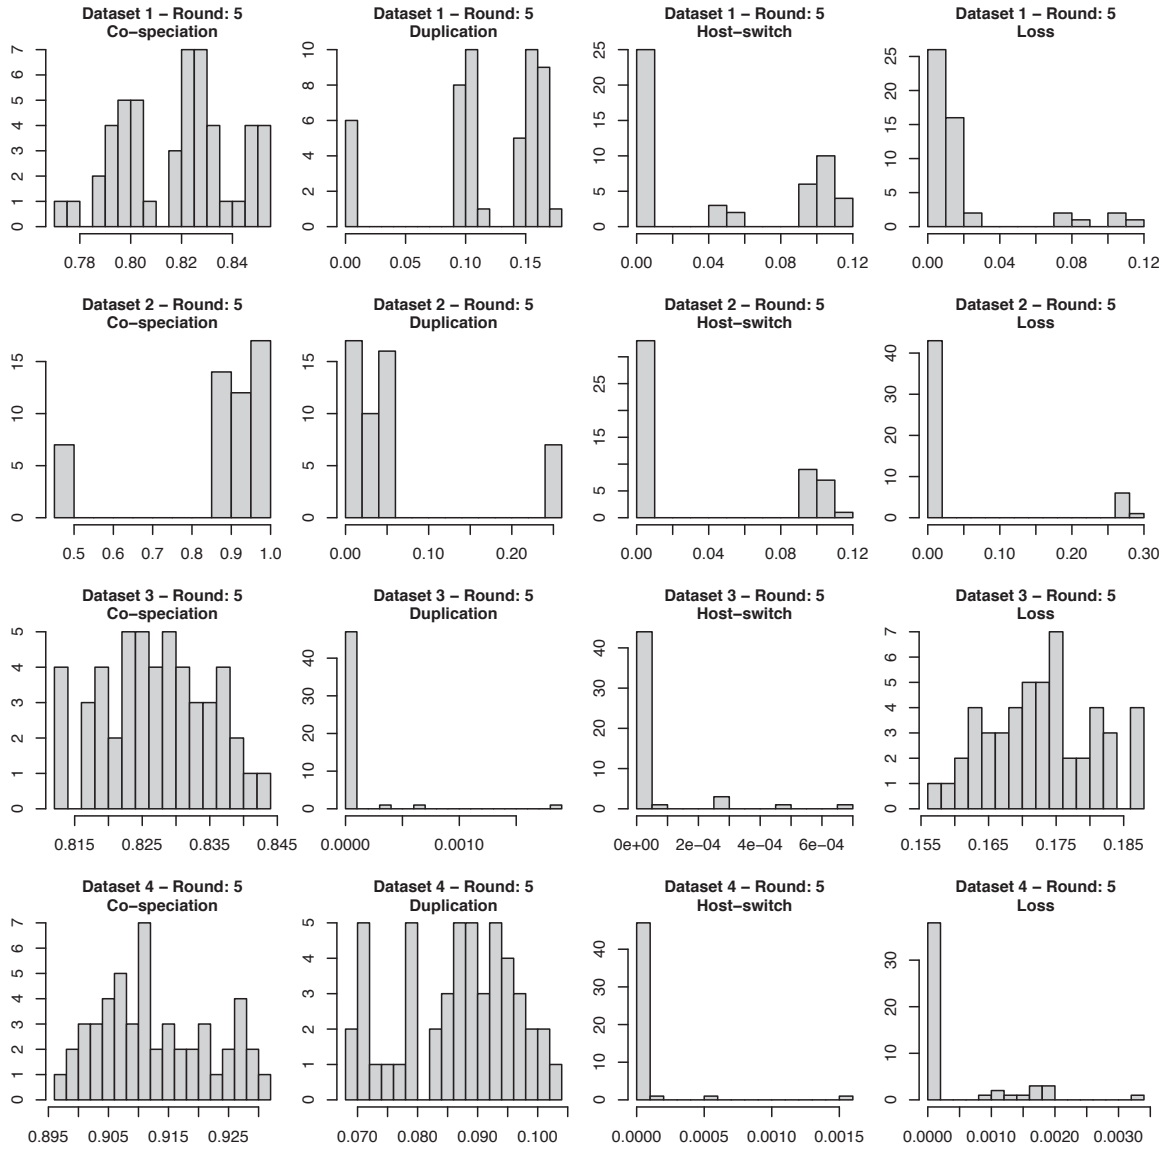 Dataset 1 – Round: 5
Co–speciation
7
6
5
4
3
2
1
0
0.78 0.80 0.82 0.84
Dataset 1 – Round: 5
Duplication
10
8
6
4
2
0
0.00 0.05 0.10 0.15
Dataset 1 – Round: 5
Host–switch
25
20
15
10
5
0
0.00 0.04 0.08 0.12
Dataset 1 – Round: 5
Loss
25
20
15
10
5
0
0.00 0.04 0.08 0.12
Dataset 2 – Round: 5
Co–speciation
15
10
5
0
0.5 0.6 0.7 0.8 0.9 1.0
Dataset 2 – Round: 5
Duplication
15
10
5
0
0.00 0.10 0.20
Dataset 2 – Round: 5
Host–switch
25
15
5
0
0.00 0.04 0.08 0.12
Dataset 2 – Round: 5
Loss
40
30
20
10
0
0.00 0.10 0.20 0.30
Dataset 3 – Round: 5
Co–speciation
5
4
3
2
1
0
0.815 0.825 0.835 0.845
Dataset 3 – Round: 5
Duplication
40
30
20
10
0
0.0000 0.0010
Dataset 3 – Round: 5
Host–switch
40
30
20
10
0
0e+00 2e–04 4e–04 6e–04
Dataset 3 – Round: 5
Loss
7
6
5
4
3
2
1
0
0.155 0.165 0.175 0.185
Dataset 4 – Round: 5
Co–speciation
7
6
5
4
3
2
1
0
0.895 0.905 0.915 0.925
Dataset 4 – Round: 5
Duplication
5
4
3
2
1
0
0.070 0.080 0.090 0.100
Dataset 4 – Round: 5
Host–switch
40
30
20
10
0
0.0000 0.0005 0.0010 0.0015
Dataset 4 – Round: 5
Loss
30
20
10
0
0.0000 0.0010 0.0020 0.0030